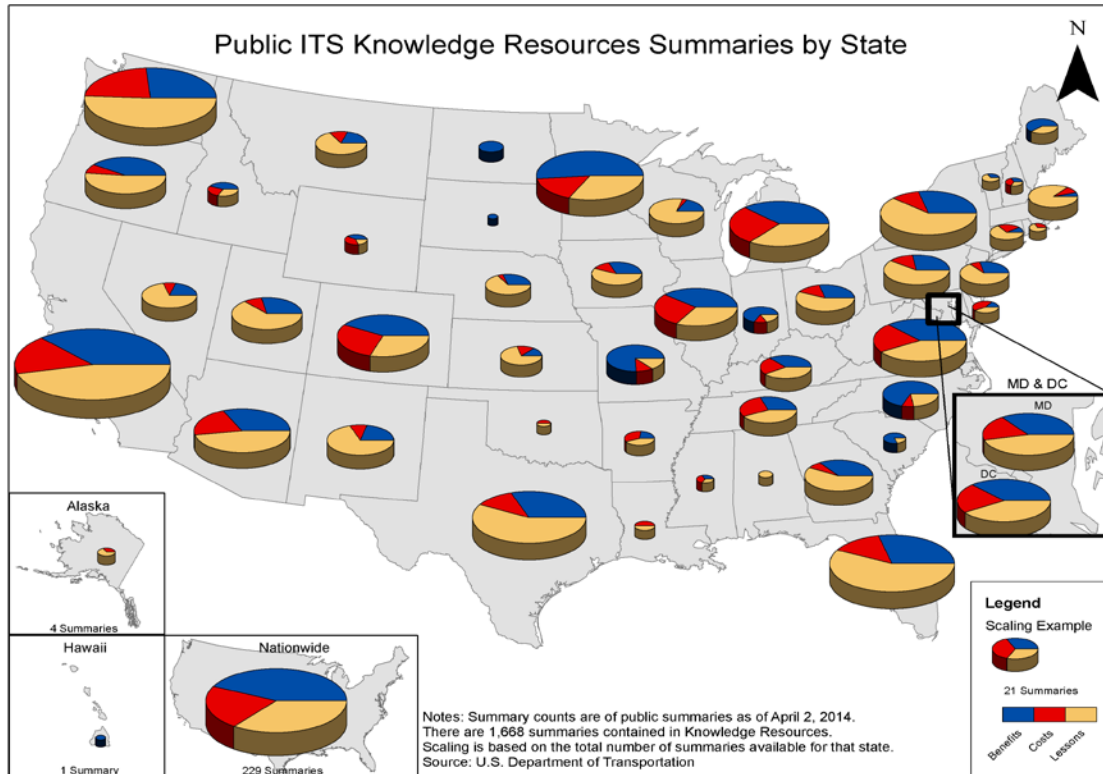 Public ITS Knowledge Resources Summaries by State
N
MD & DC
MD
DC
Alaska
4 Summaries
Hawaii
1 Summary
Nationwide
229 Summaries
Notes: Summary counts are of public summaries as of April 2, 2014.
There are 1,668 summaries contained in Knowledge Resources.
Scaling is based on the total number of summaries available for that state.
Source: U.S. Department of Transportation
Legend
Scaling Example
21 Summaries
Benefits
Costs
Lessons